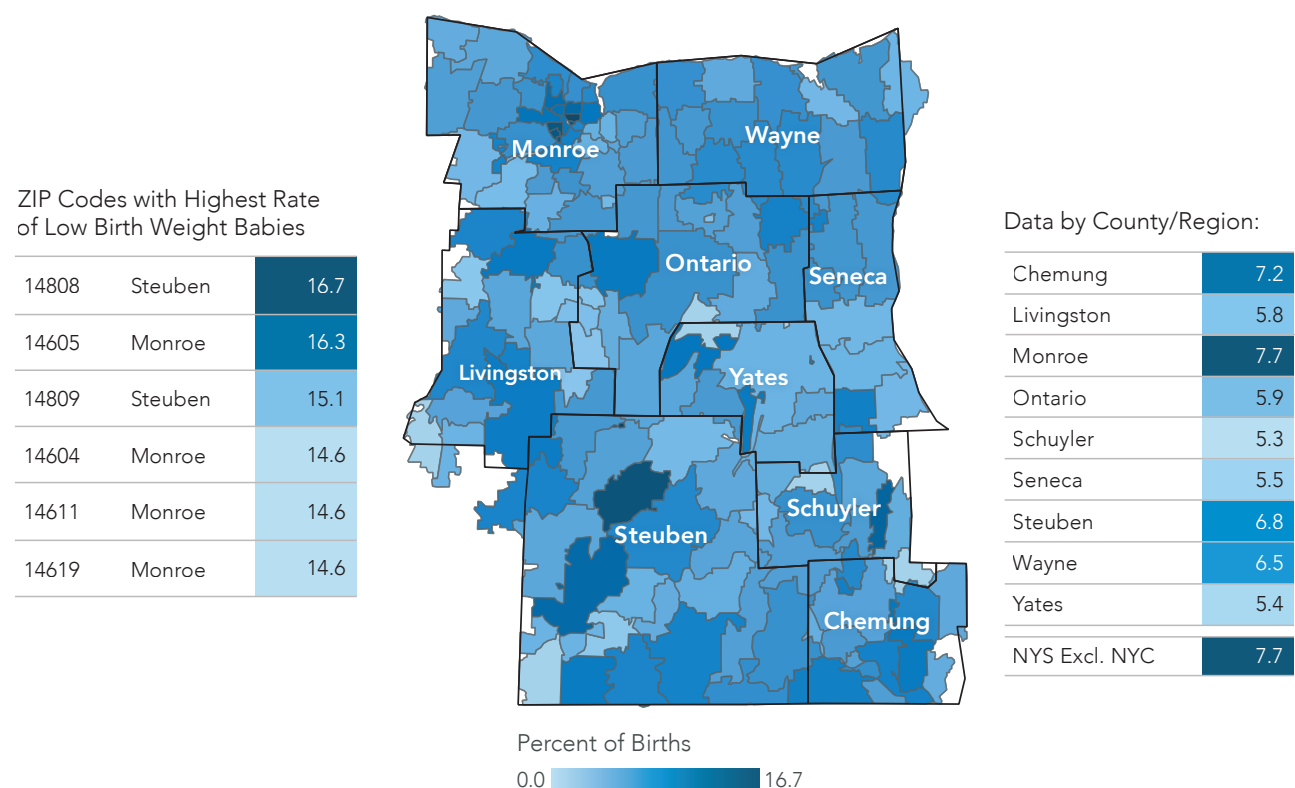 ZIP Codes with Highest Rate
of Low Birth Weight Babies
14808 Steuben 16.7
14605 Monroe 16.3
14809 Steuben 15.1
14604 Monroe 14.6
14611 Monroe 14.6
14619 Monroe 14.6
Monroe
Wayne
Ontario
Seneca
Livingston
Yates
Schuyler
Steuben
Chemung
Percent of Births
0.0 16.7
Data by County/Region:
Chemung 7.2
Livingston 5.8
Monroe 7.7
Ontario 5.9
Schuyler 5.3
Seneca 5.5
Steuben 6.8
Wayne 6.5
Yates 5.4
NYS Excl. NYC 7.7